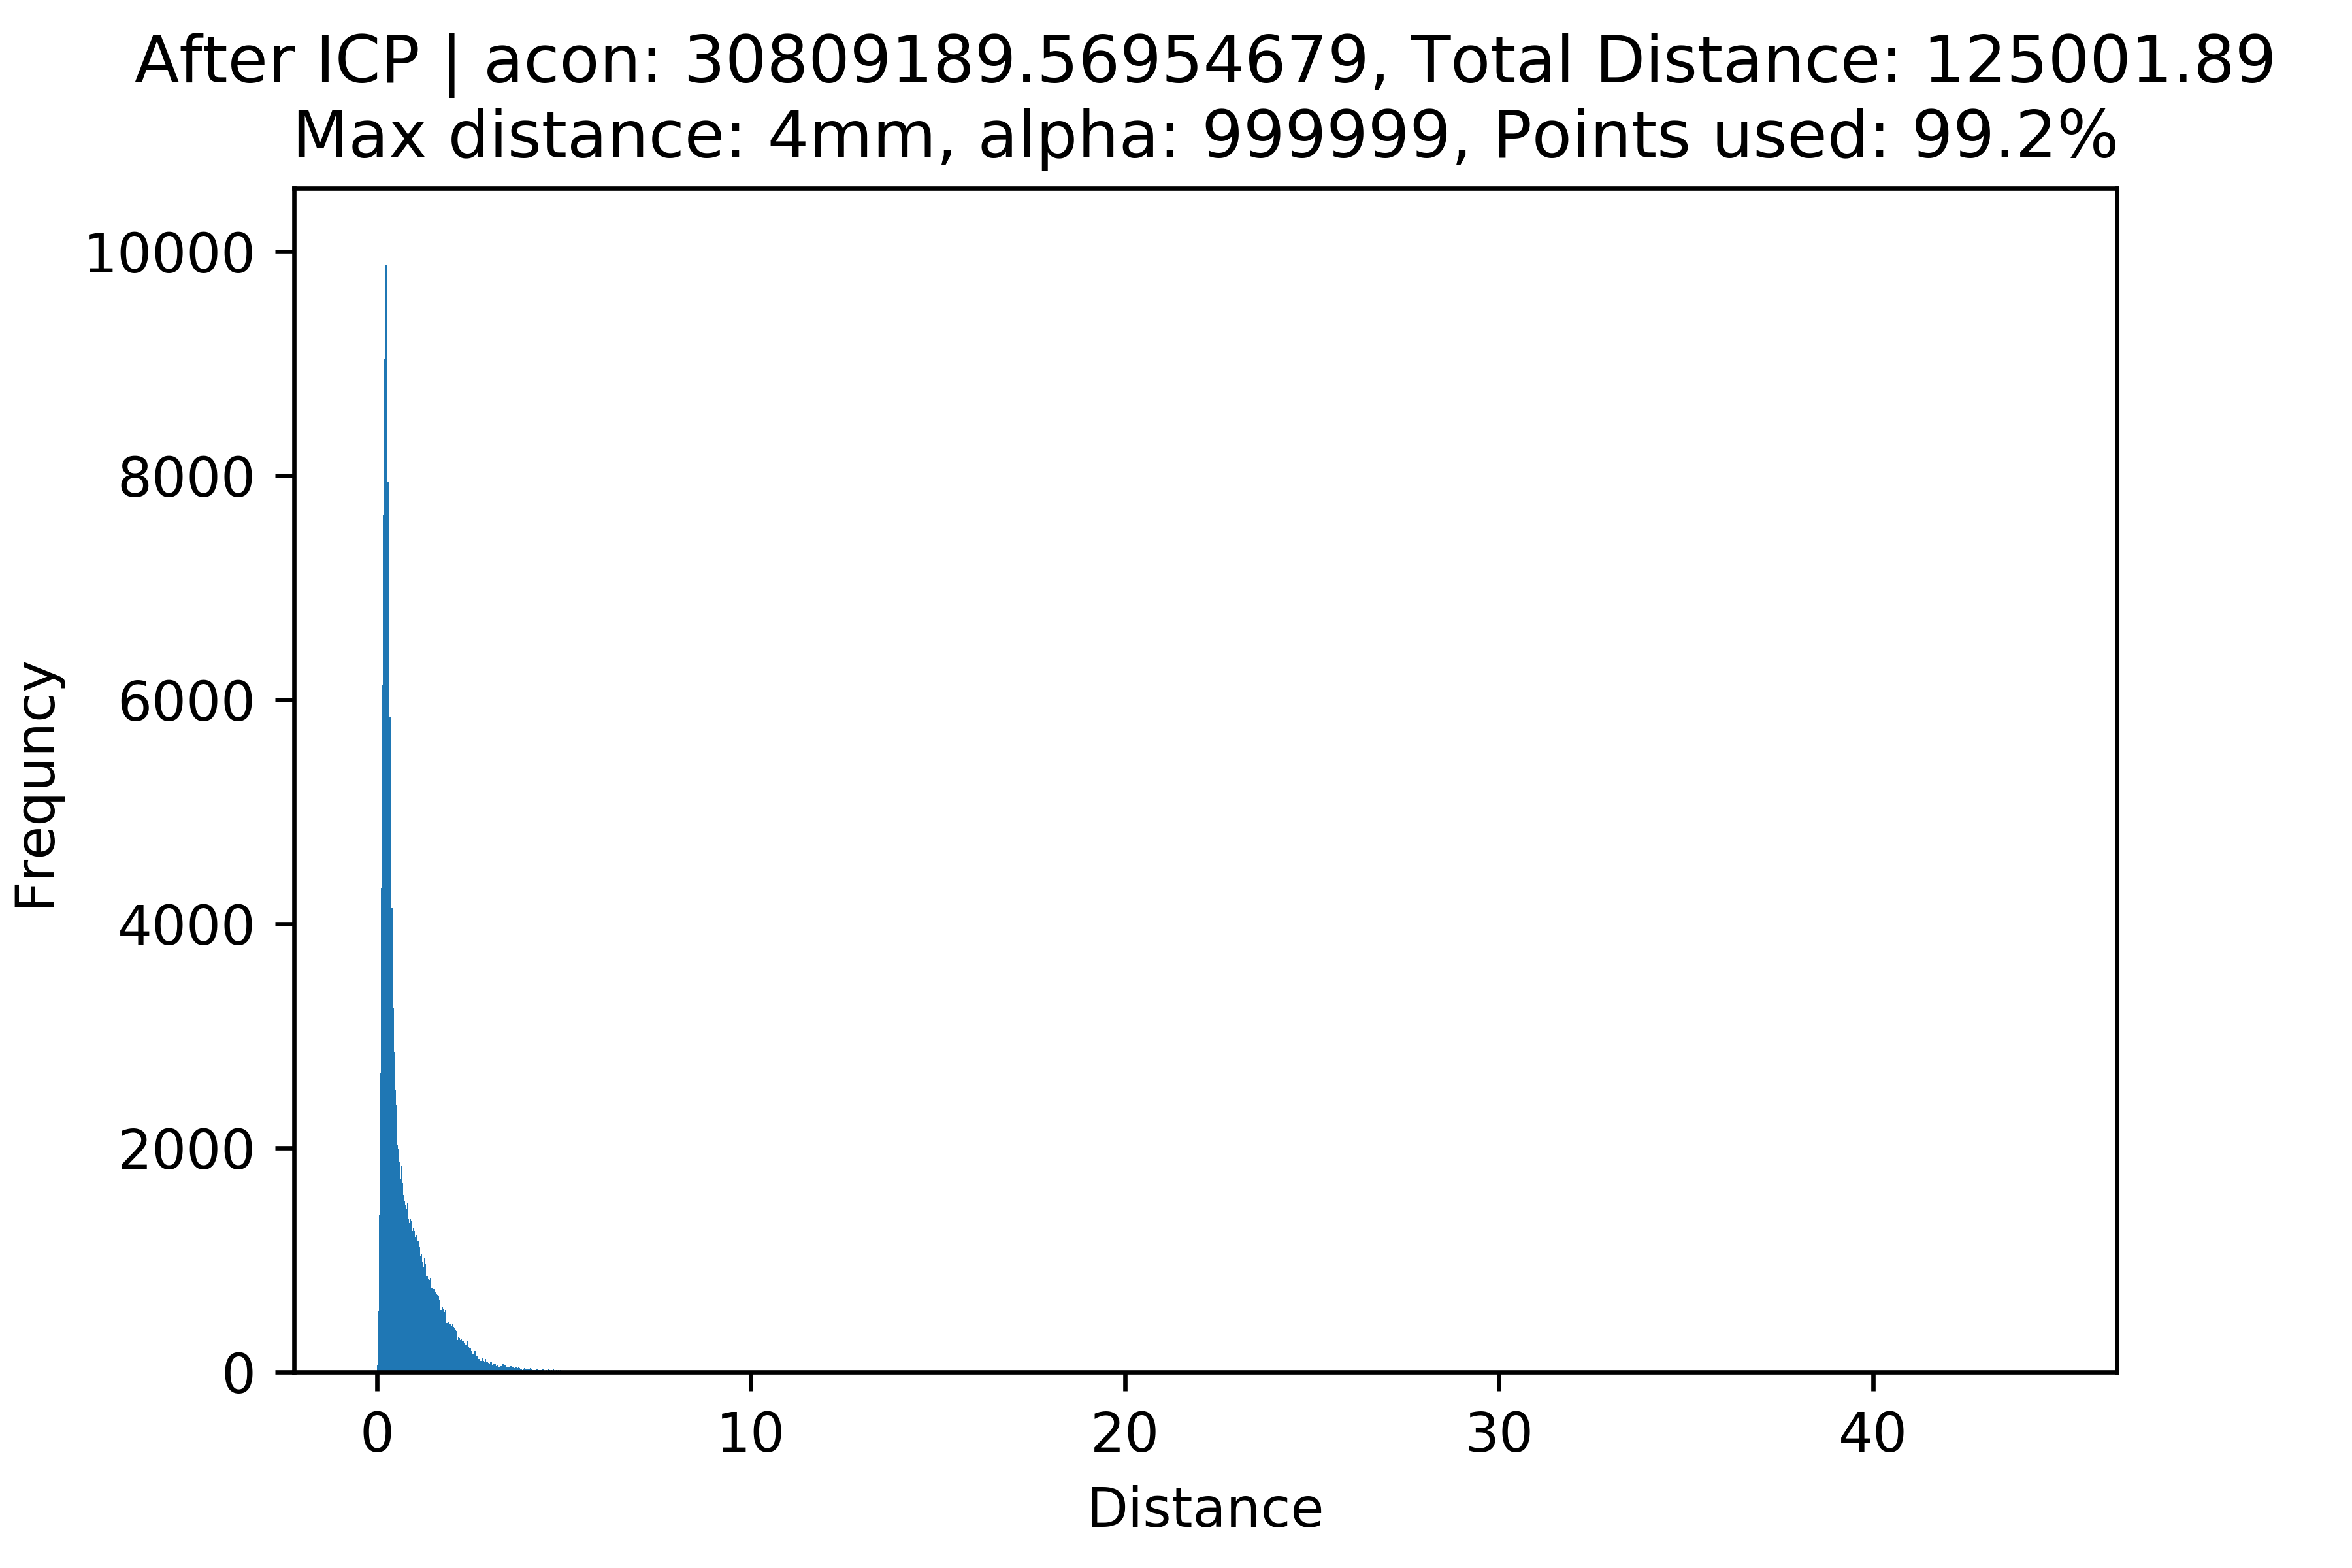 After ICP | acon: 30809189.56954679, Total Distance: 125001.89
Max distance: 4mm, alpha: 999999, Points used: 99.2%
10000
8000
6000
4000
2000
0
Frequncy
0 10 20 30 40
Distance